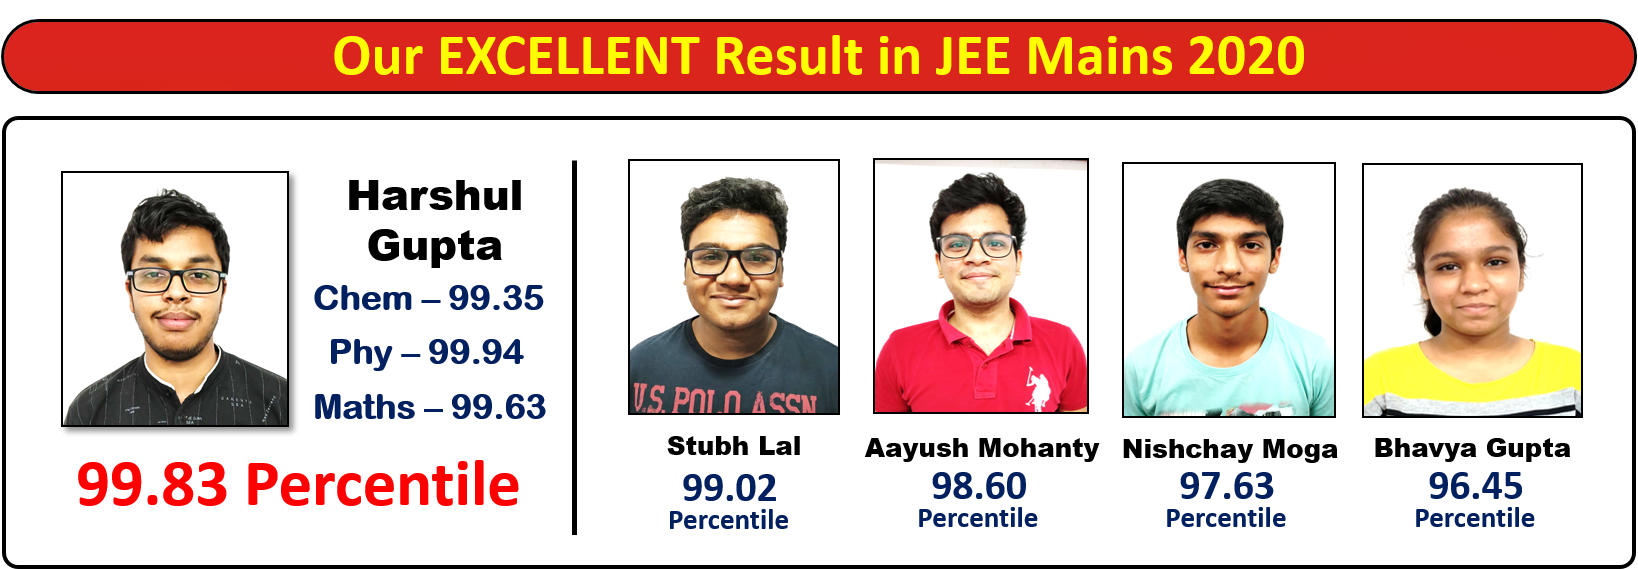 Our EXCELLENT Result in JEE Mains 2020
Harshul
Gupta
Chem – 99.35
Phy – 99.94
Maths – 99.63
99.83 Percentile
U.S. POLO ASSN
Stubh Lal
99.02
Percentile
Aayush Mohanty
98.60
Percentile
Nishchay Moga
97.63
Percentile
Bhavya Gupta
96.45
Percentile